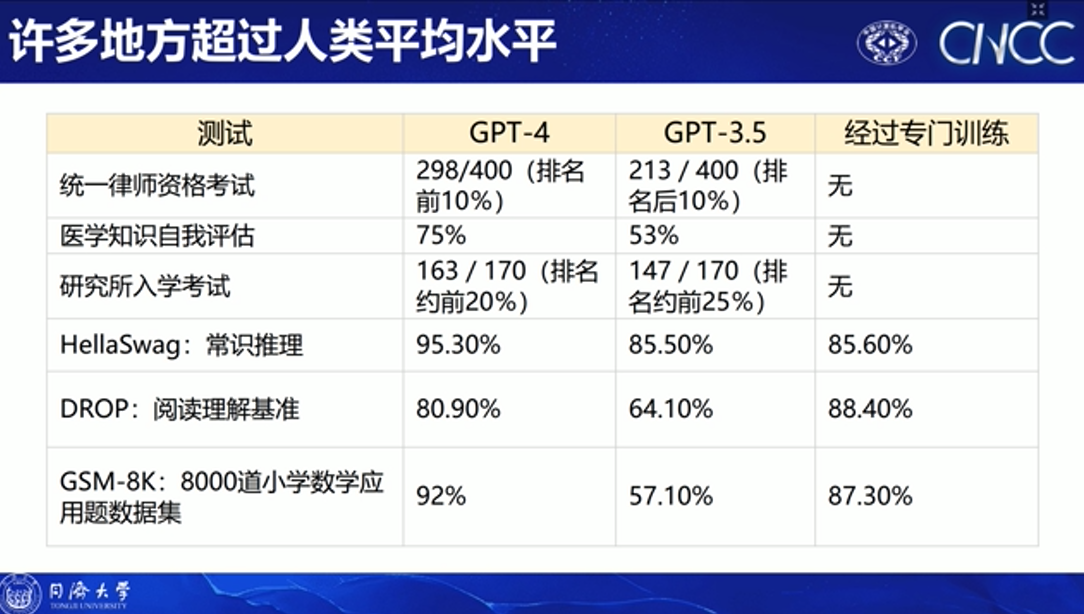 许多地方超过人类平均水平
CCF
CNCC
测试
GPT-4
GPT-3.5
经过专门训练
统一律师资格考试
298/400（排名
前10%）
213 / 400（排
名后10%）
无
医学知识自我评估
75%
53%
无
研究所入学考试
163 / 170（排名
约前20%）
147 / 170（排
名约前25%）
无
HellaSwag：常识推理
95.30%
85.50%
85.60%
DROP：阅读理解基准
80.90%
64.10%
88.40%
GSM-8K：8000道小学数学应
用题数据集
92%
57.10%
87.30%
同濟大学
TONGJI UNIVERSITY